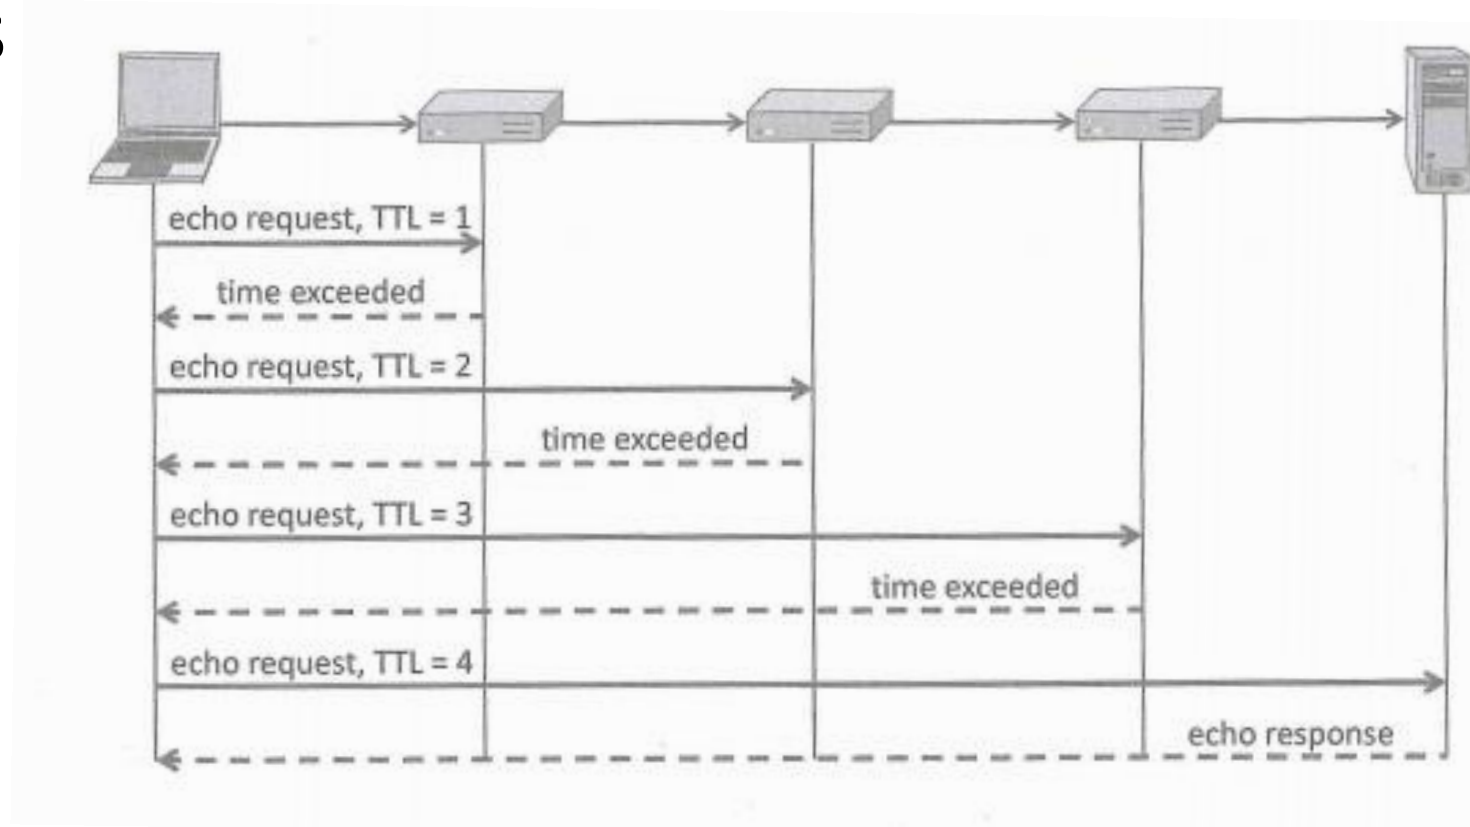 echo request, TTL = 1
time exceeded
echo request, TTL = 2
time exceeded
echo request, TTL = 3
time exceeded
echo request, TTL = 4
echo response